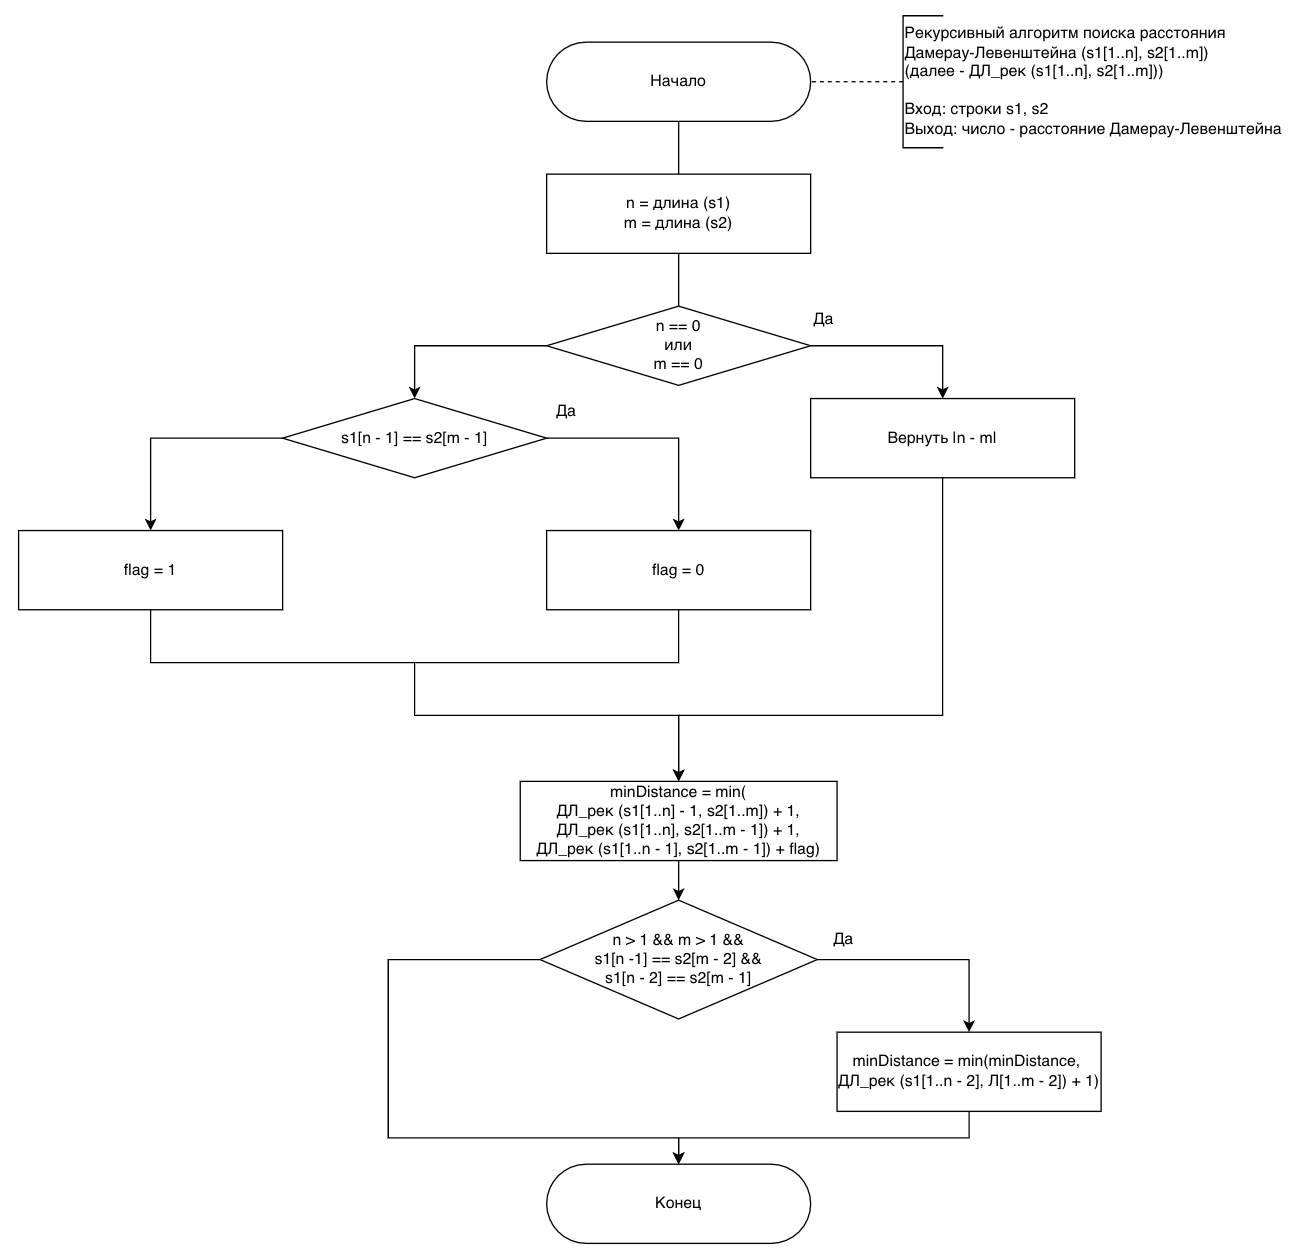 Рекурсивный алгоритм поиска расстояния
Дамерау-Левенштейна (s1[1..n], s2[1..m])
(далее - ДЛ_рек (s1[1..n], s2[1..m]))
Вход: строки s1, s2
Выход: число - расстояние Дамерау-Левенштейна
Начало
n = длина (s1)
m = длина (s2)
n == 0
или
m == 0
Да
s1[n - 1] == s2[m - 1]
Да
Вернуть |n - m|
flag = 1
flag = 0
minDistance = min(
ДЛ_рек (s1[1..n] - 1, s2[1..m]) + 1,
ДЛ_рек (s1[1..n], s2[1..m - 1]) + 1,
ДЛ_рек (s1[1..n - 1], s2[1..m - 1]) + flag)
n > 1 && m > 1 &&
s1[n -1] == s2[m - 2] &&
s1[n - 2] == s2[m - 1]
Да
minDistance = min(minDistance,
ДЛ_рек (s1[1..n - 2], Л[1..m - 2]) + 1)
Конец